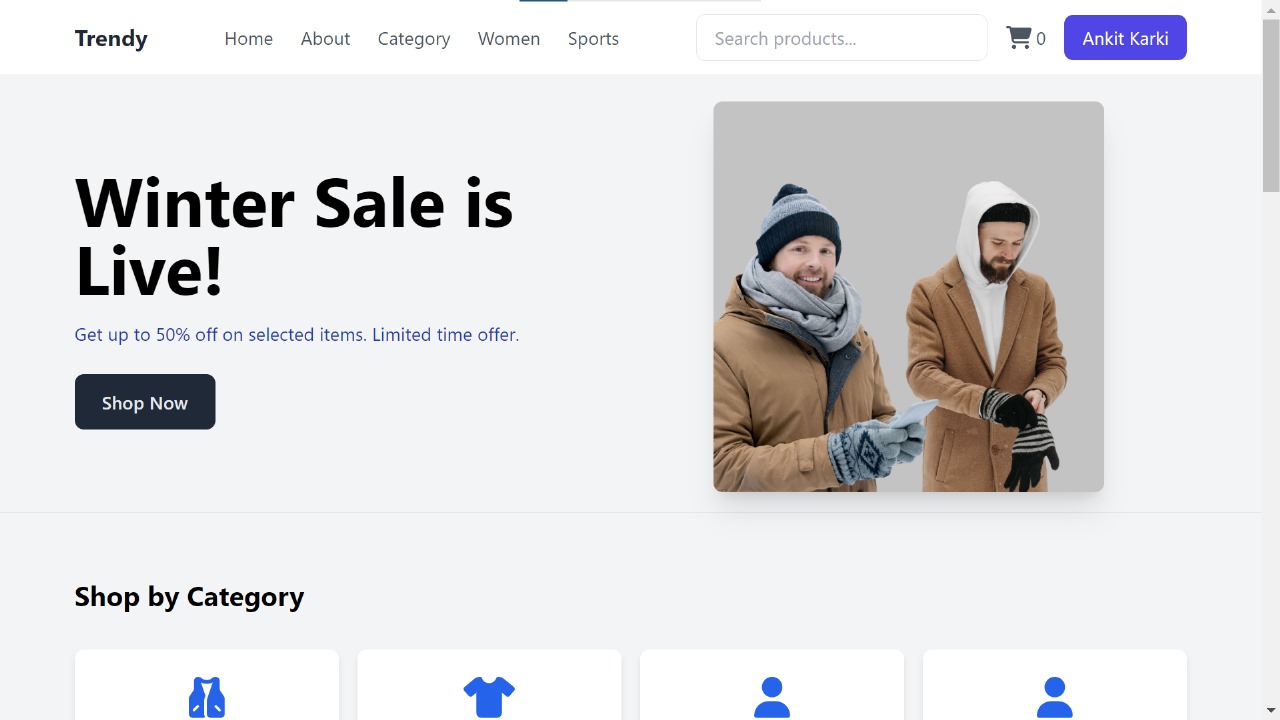 Trendy
Home
About
Category
Women
Sports
Search products...
0
Ankit Karki
Winter Sale is
Live!
Get up to 50% off on selected items. Limited time offer.
Shop Now
Shop by Category